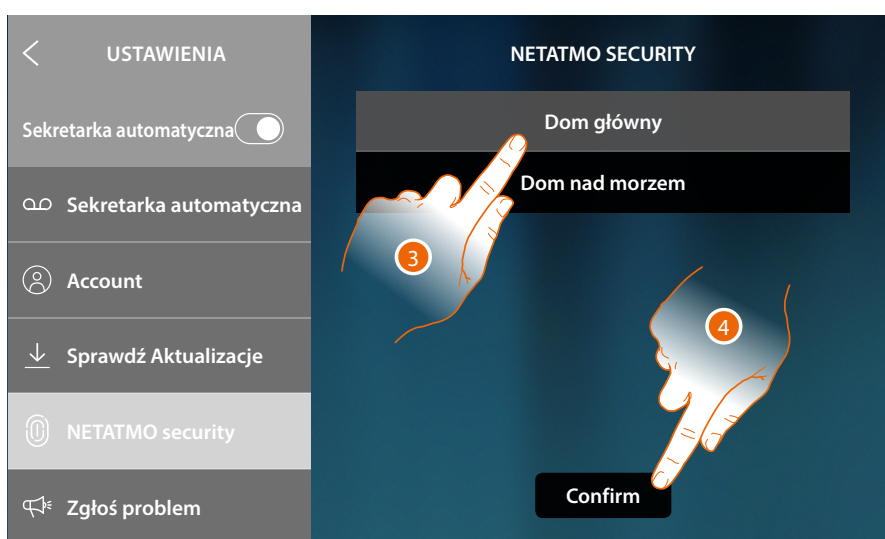 USTAWIENIA
Sekretarka automatyczna
Sekretarka automatyczna
Account
Sprawdź Aktualizacje
NETATMO security
Zgłoś problem
NETATMO SECURITY
Dom główny
Dom nad morzem
3
4
Confirm